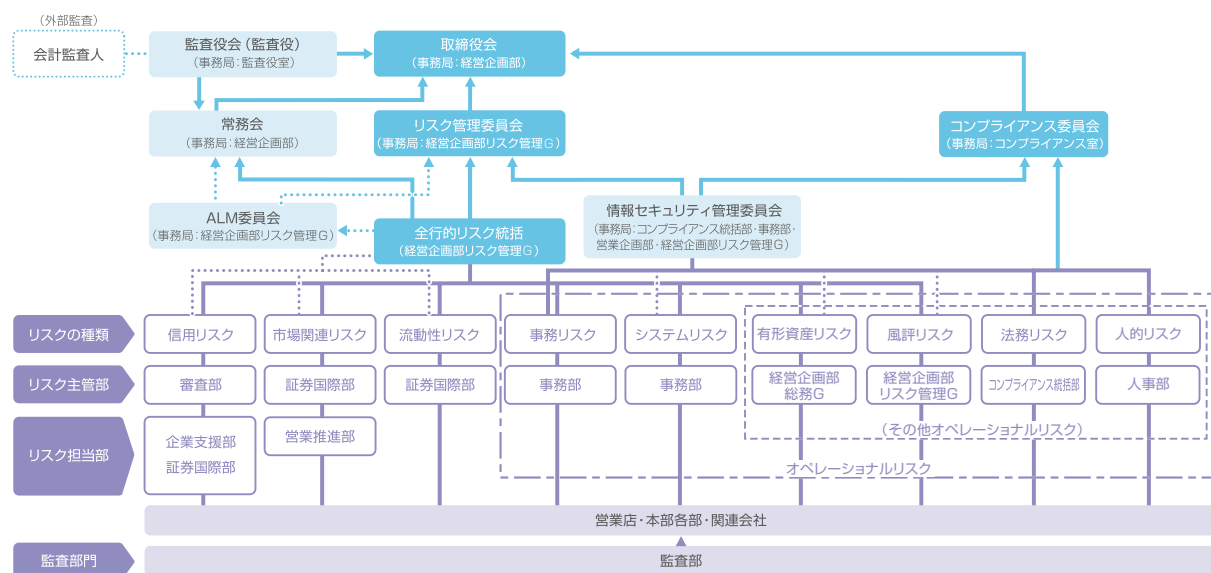 （外部監査）
会計監査人
監査役会（監査役）
（事務局：監査役室）
取締役会
（事務局：経営企画部）
常務会
（事務局：経営企画部）
リスク管理委員会
（事務局：経営企画部リスク管理G）
コンプライアンス委員会
（事務局：コンプライアンス室）
ALM委員会
（事務局：経営企画部リスク管理G）
全行的リスク統括
（経営企画部リスク管理G）
情報セキュリティ管理委員会
（事務局：コンプライアンス統括部・事務部・
営業企画部・経営企画部リスク管理G）
リスクの種類
信用リスク
市場関連リスク
流動性リスク
事務リスク
システムリスク
有形資産リスク
風評リスク
法務リスク
人的リスク
リスク主管部
審査部
証券国際部
証券国際部
事務部
事務部
経営企画部
総務G
経営企画部
リスク管理G
コンプライアンス統括部
人事部
リスク担当部
企業支援部
証券国際部
営業推進部
（その他オペレーショナルリスク）
オペレーショナルリスク
営業店・本部各部・関連会社
監査部門
監査部